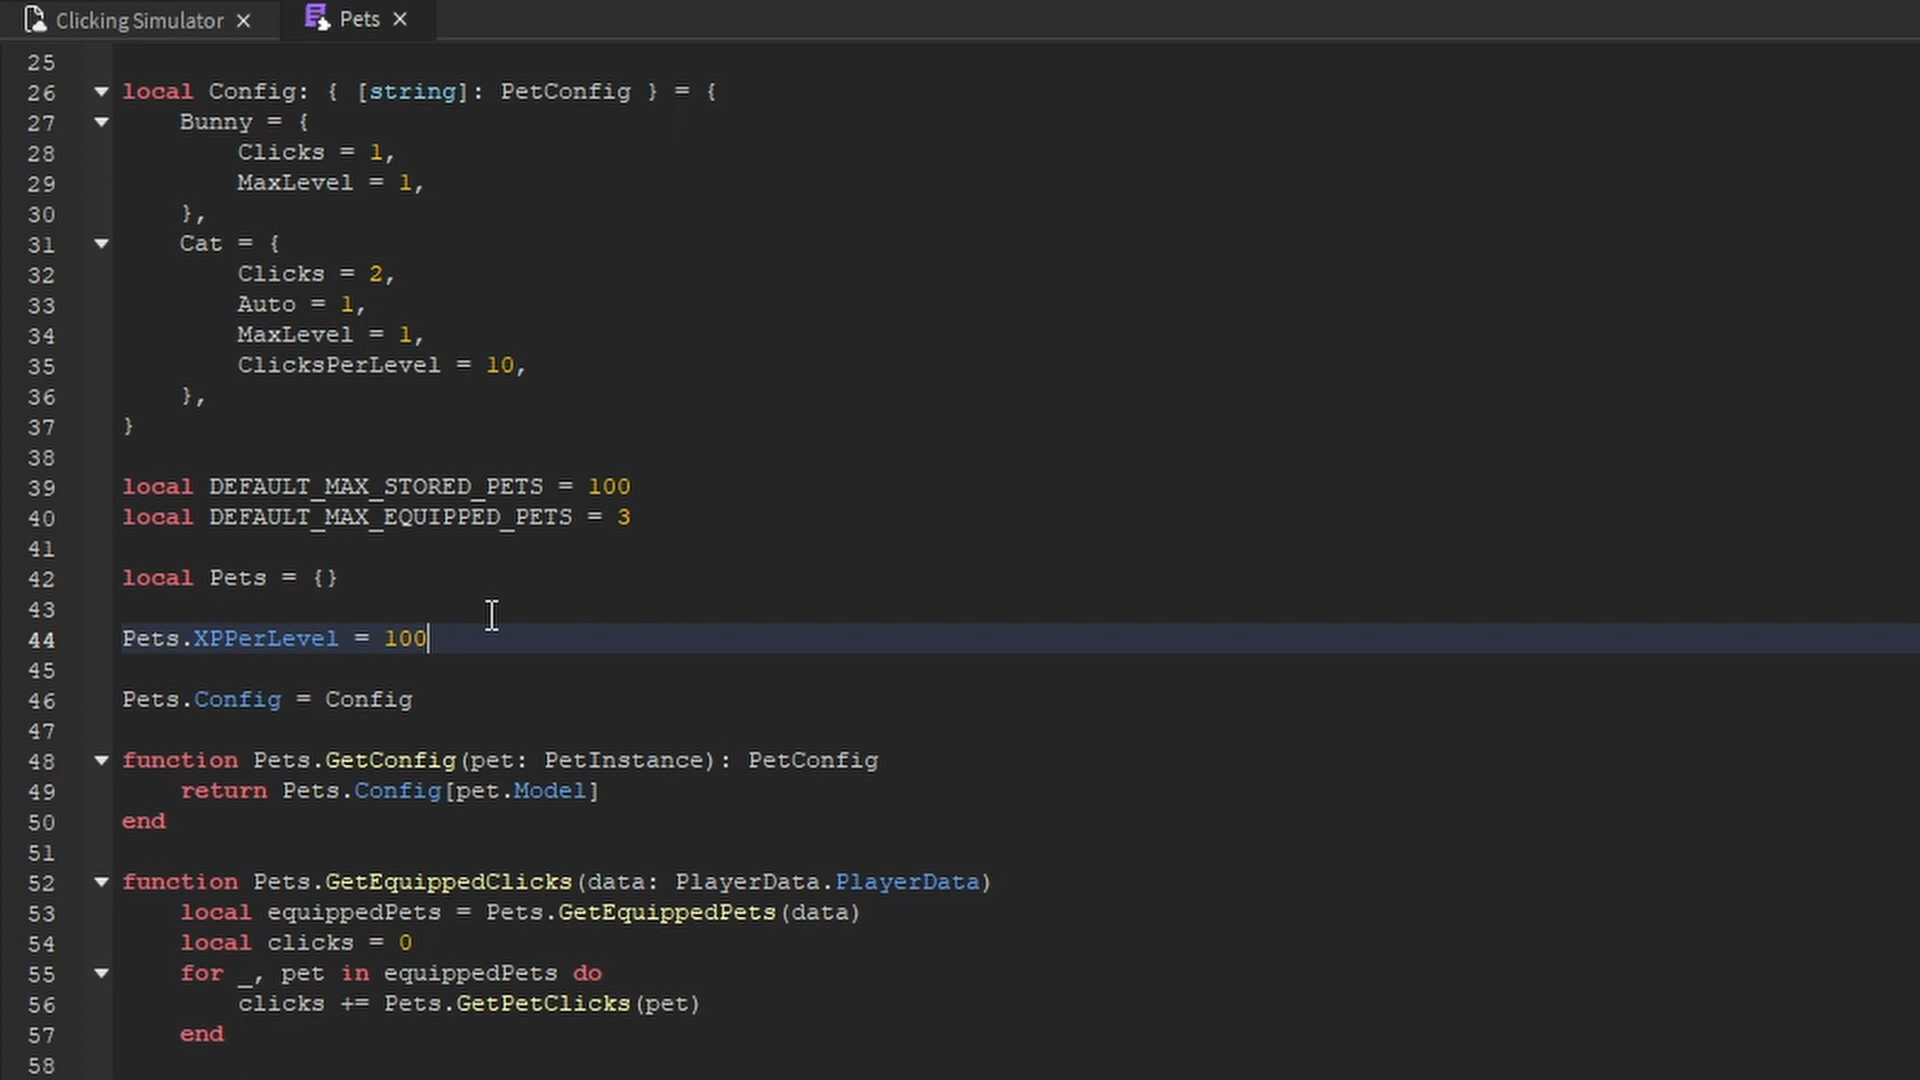 Clicking Simulator Pets
25
26 local Config: { [string]: PetConfig } = {
27     Bunny = {
28         Clicks = 1,
29         MaxLevel = 1,
30     },
31     Cat = {
32         Clicks = 2,
33         Auto = 1,
34         MaxLevel = 1,
35         ClicksPerLevel = 10,
36     },
37 }
38
39 local DEFAULT_MAX_STORED_PETS = 100
40 local DEFAULT_MAX_EQUIPPED_PETS = 3
41
42 local Pets = {}
43
44 Pets.XPPerLevel = 100
45
46 Pets.Config = Config
47
48 function Pets.GetConfig(pet: PetInstance): PetConfig
49     return Pets.Config[pet.Model]
50 end
51
52 function Pets.GetEquippedClicks(data: PlayerData.PlayerData)
53     local equippedPets = Pets.GetEquippedPets(data)
54     local clicks = 0
55     for _, pet in equippedPets do
56         clicks += Pets.GetPetClicks(pet)
57     end
58